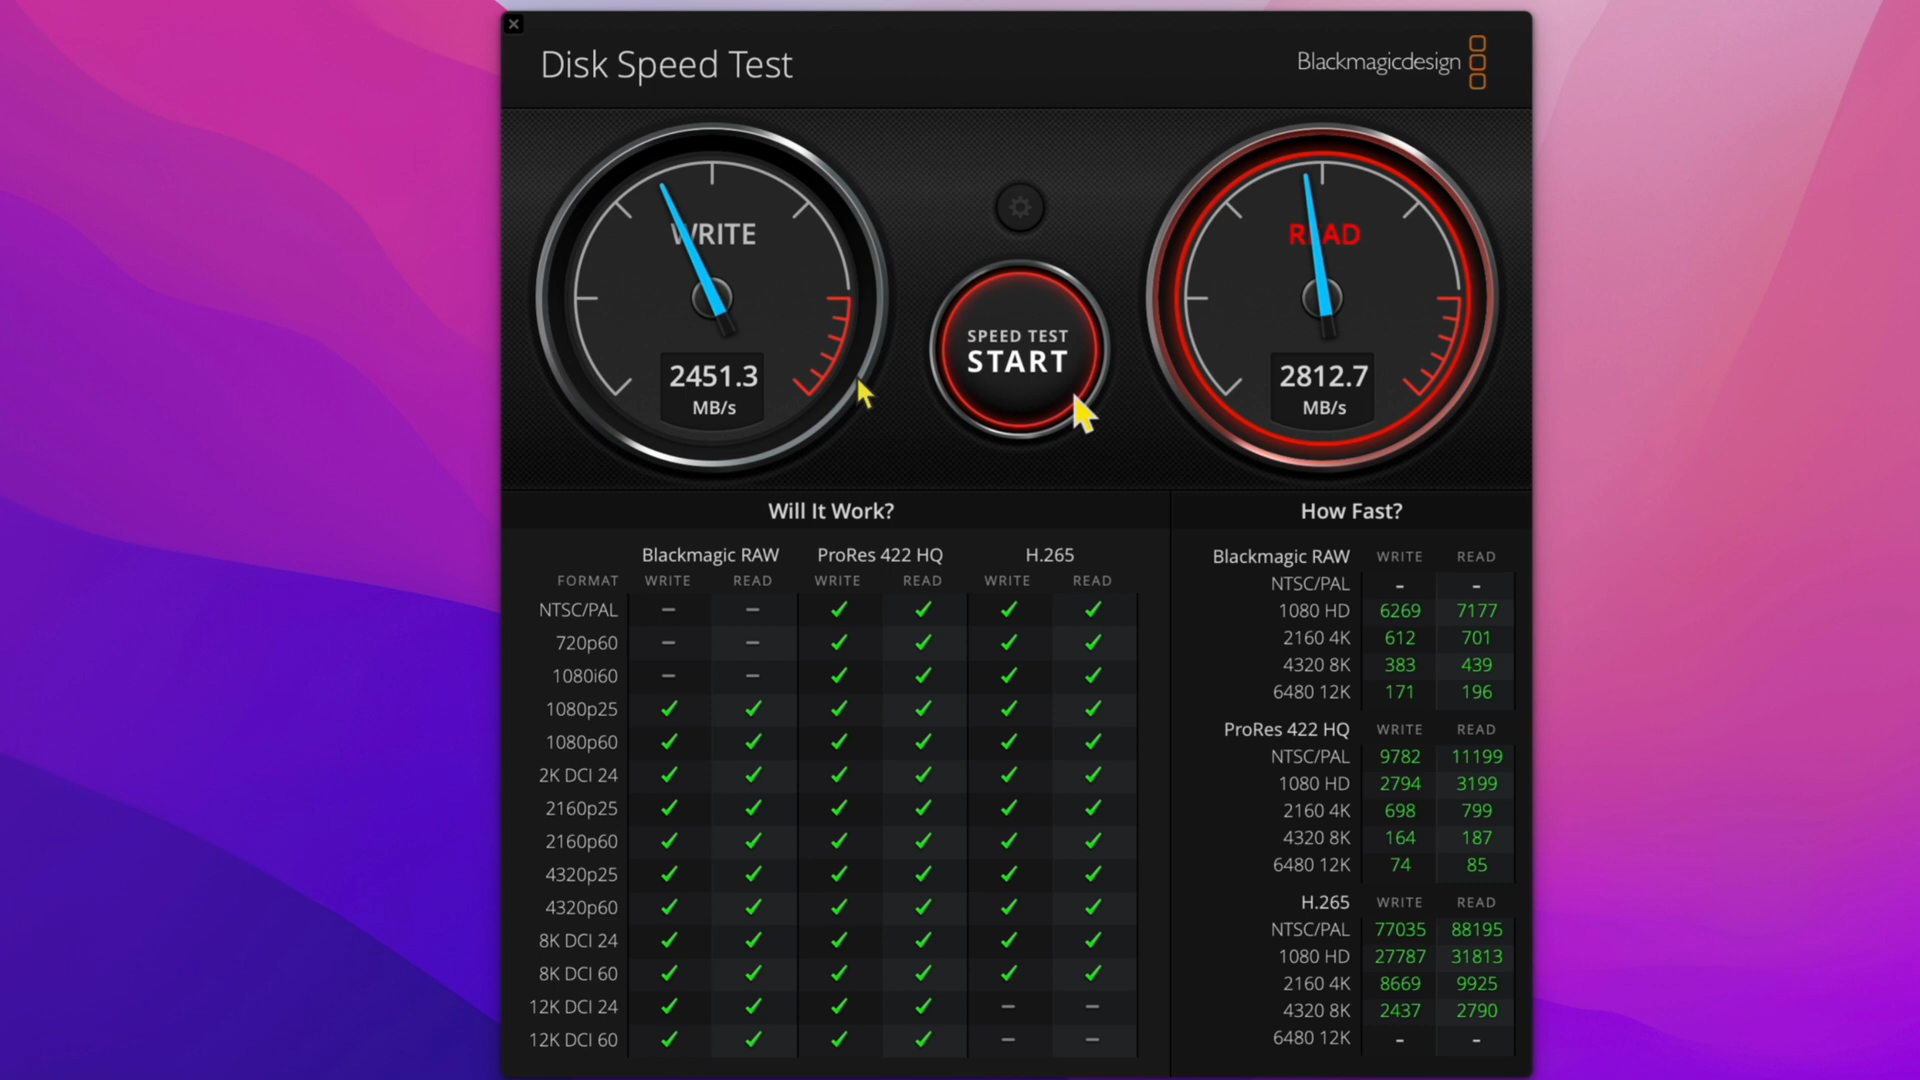 Disk Speed Test
Blackmagicdesign
WRITE
2451.3
MB/s
SPEED TEST
START
READ
2812.7
MB/s
Will It Work?
Blackmagic RAW ProRes 422 HQ H.265
FORMAT WRITE READ WRITE READ WRITE READ
NTSC/PAL – – ✓ ✓ ✓ ✓
720p60 – – ✓ ✓ ✓ ✓
1080i60 – – ✓ ✓ ✓ ✓
1080p25 ✓ ✓ ✓ ✓ ✓ ✓
1080p60 ✓ ✓ ✓ ✓ ✓ ✓
2K DCI 24 ✓ ✓ ✓ ✓ ✓ ✓
2160p25 ✓ ✓ ✓ ✓ ✓ ✓
2160p60 ✓ ✓ ✓ ✓ ✓ ✓
4320p25 ✓ ✓ ✓ ✓ ✓ ✓
4320p60 ✓ ✓ ✓ ✓ ✓ ✓
8K DCI 24 ✓ ✓ ✓ ✓ ✓ ✓
8K DCI 60 ✓ ✓ ✓ ✓ ✓ ✓
12K DCI 24 ✓ ✓ ✓ ✓ – –
12K DCI 60 ✓ ✓ ✓ ✓ – –
How Fast?
Blackmagic RAW WRITE READ
NTSC/PAL - -
1080 HD 6269 7177
2160 4K 612 701
4320 8K 383 439
6480 12K 171 196
ProRes 422 HQ WRITE READ
NTSC/PAL 9782 11199
1080 HD 2794 3199
2160 4K 698 799
4320 8K 164 187
6480 12K 74 85
H.265 WRITE READ
NTSC/PAL 77035 88195
1080 HD 27787 31813
2160 4K 8669 9925
4320 8K 2437 2790
6480 12K - -